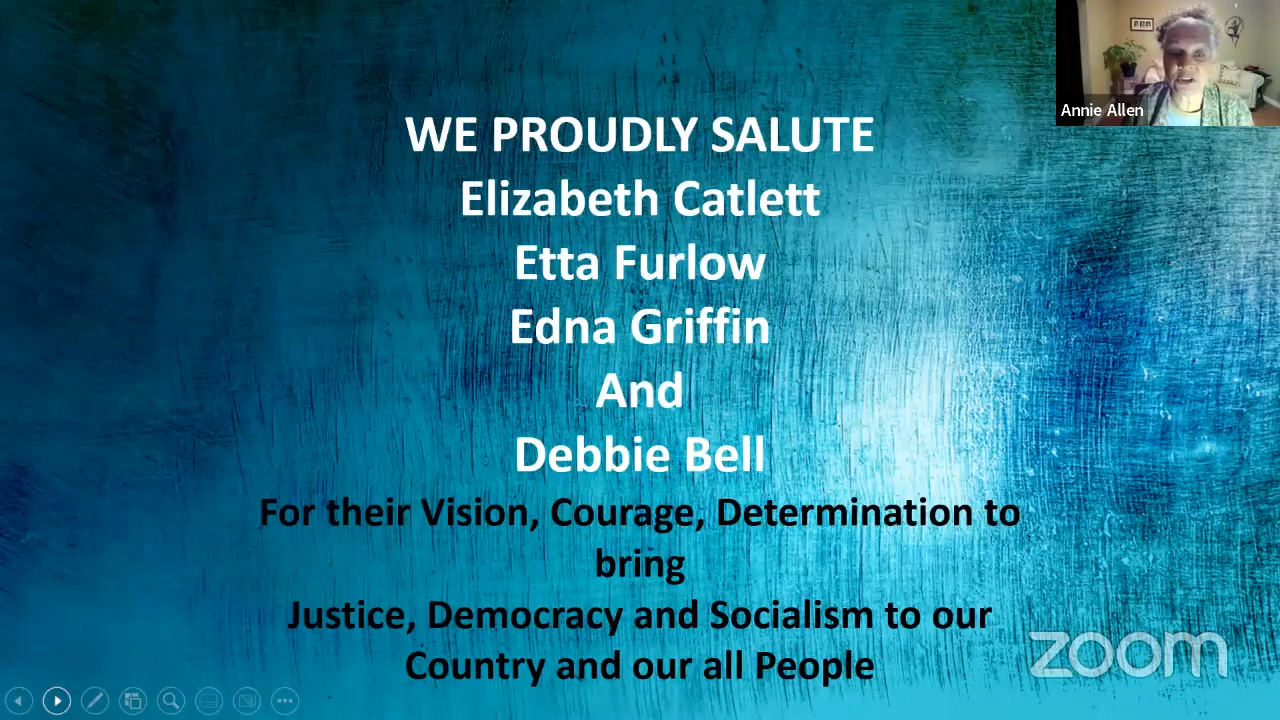 Annie Allen
WE PROUDLY SALUTE
Elizabeth Catlett
Etta Furlow
Edna Griffin
And
Debbie Bell
For their Vision, Courage, Determination to
bring
Justice, Democracy and Socialism to our
Country and our all People
zoom